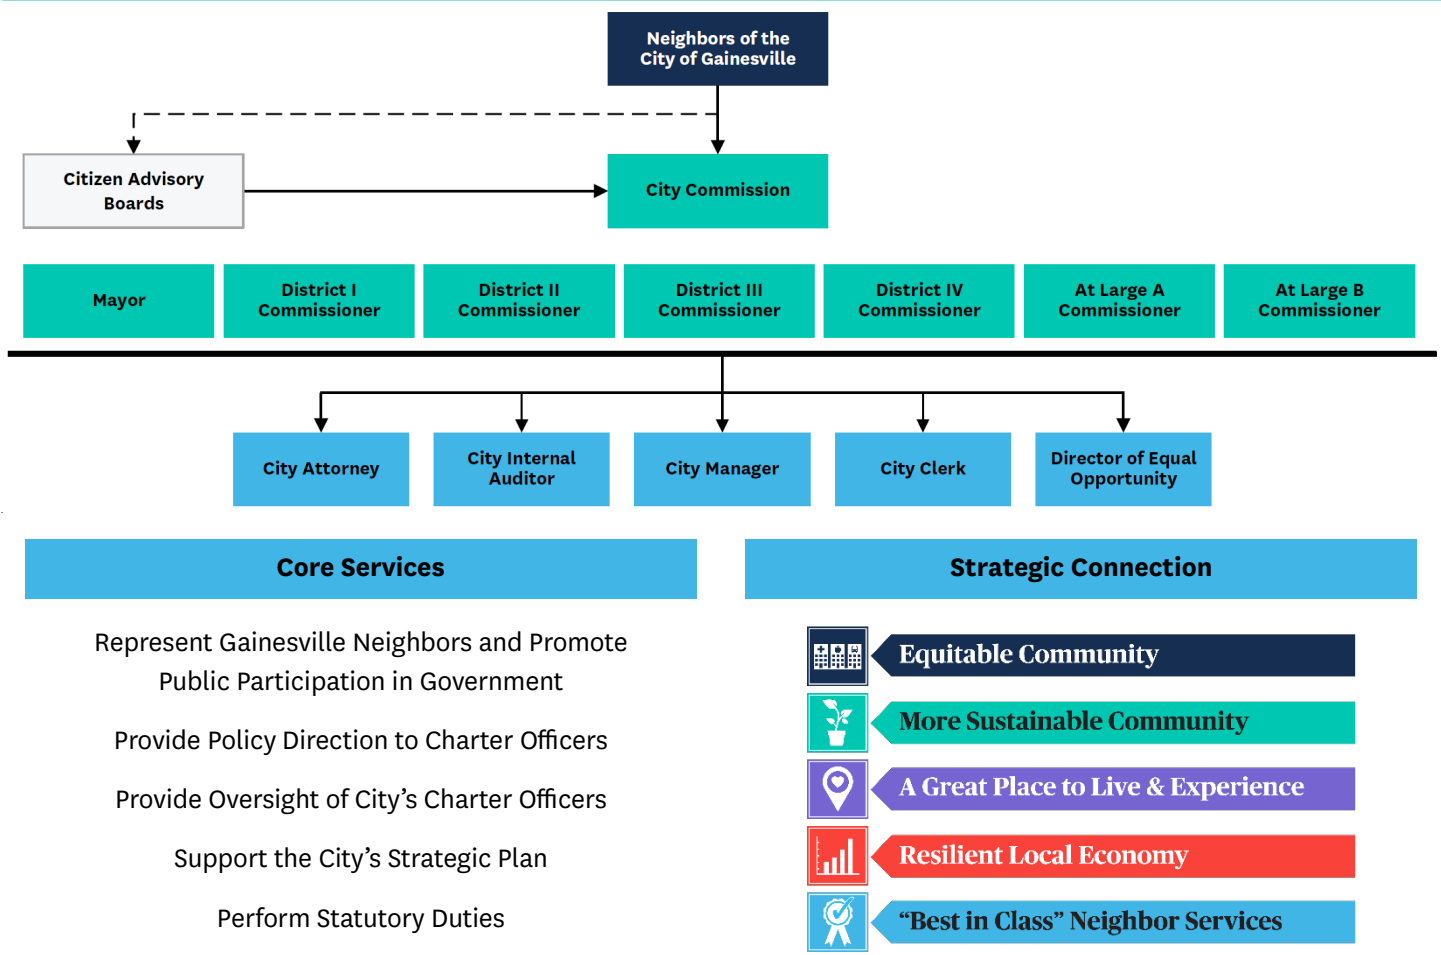 Neighbors of the
City of Gainesville
Citizen Advisory
Boards
City Commission
Mayor
District I
Commissioner
District II
Commissioner
District III
Commissioner
District IV
Commissioner
At Large A
Commissioner
At Large B
Commissioner
City Attorney
City Internal
Auditor
City Manager
City Clerk
Director of Equal
Opportunity
Core Services
Represent Gainesville Neighbors and Promote
Public Participation in Government
Provide Policy Direction to Charter Officers
Provide Oversight of City’s Charter Officers
Support the City’s Strategic Plan
Perform Statutory Duties
Strategic Connection
Equitable Community
More Sustainable Community
A Great Place to Live & Experience
Resilient Local Economy
“Best in Class” Neighbor Services